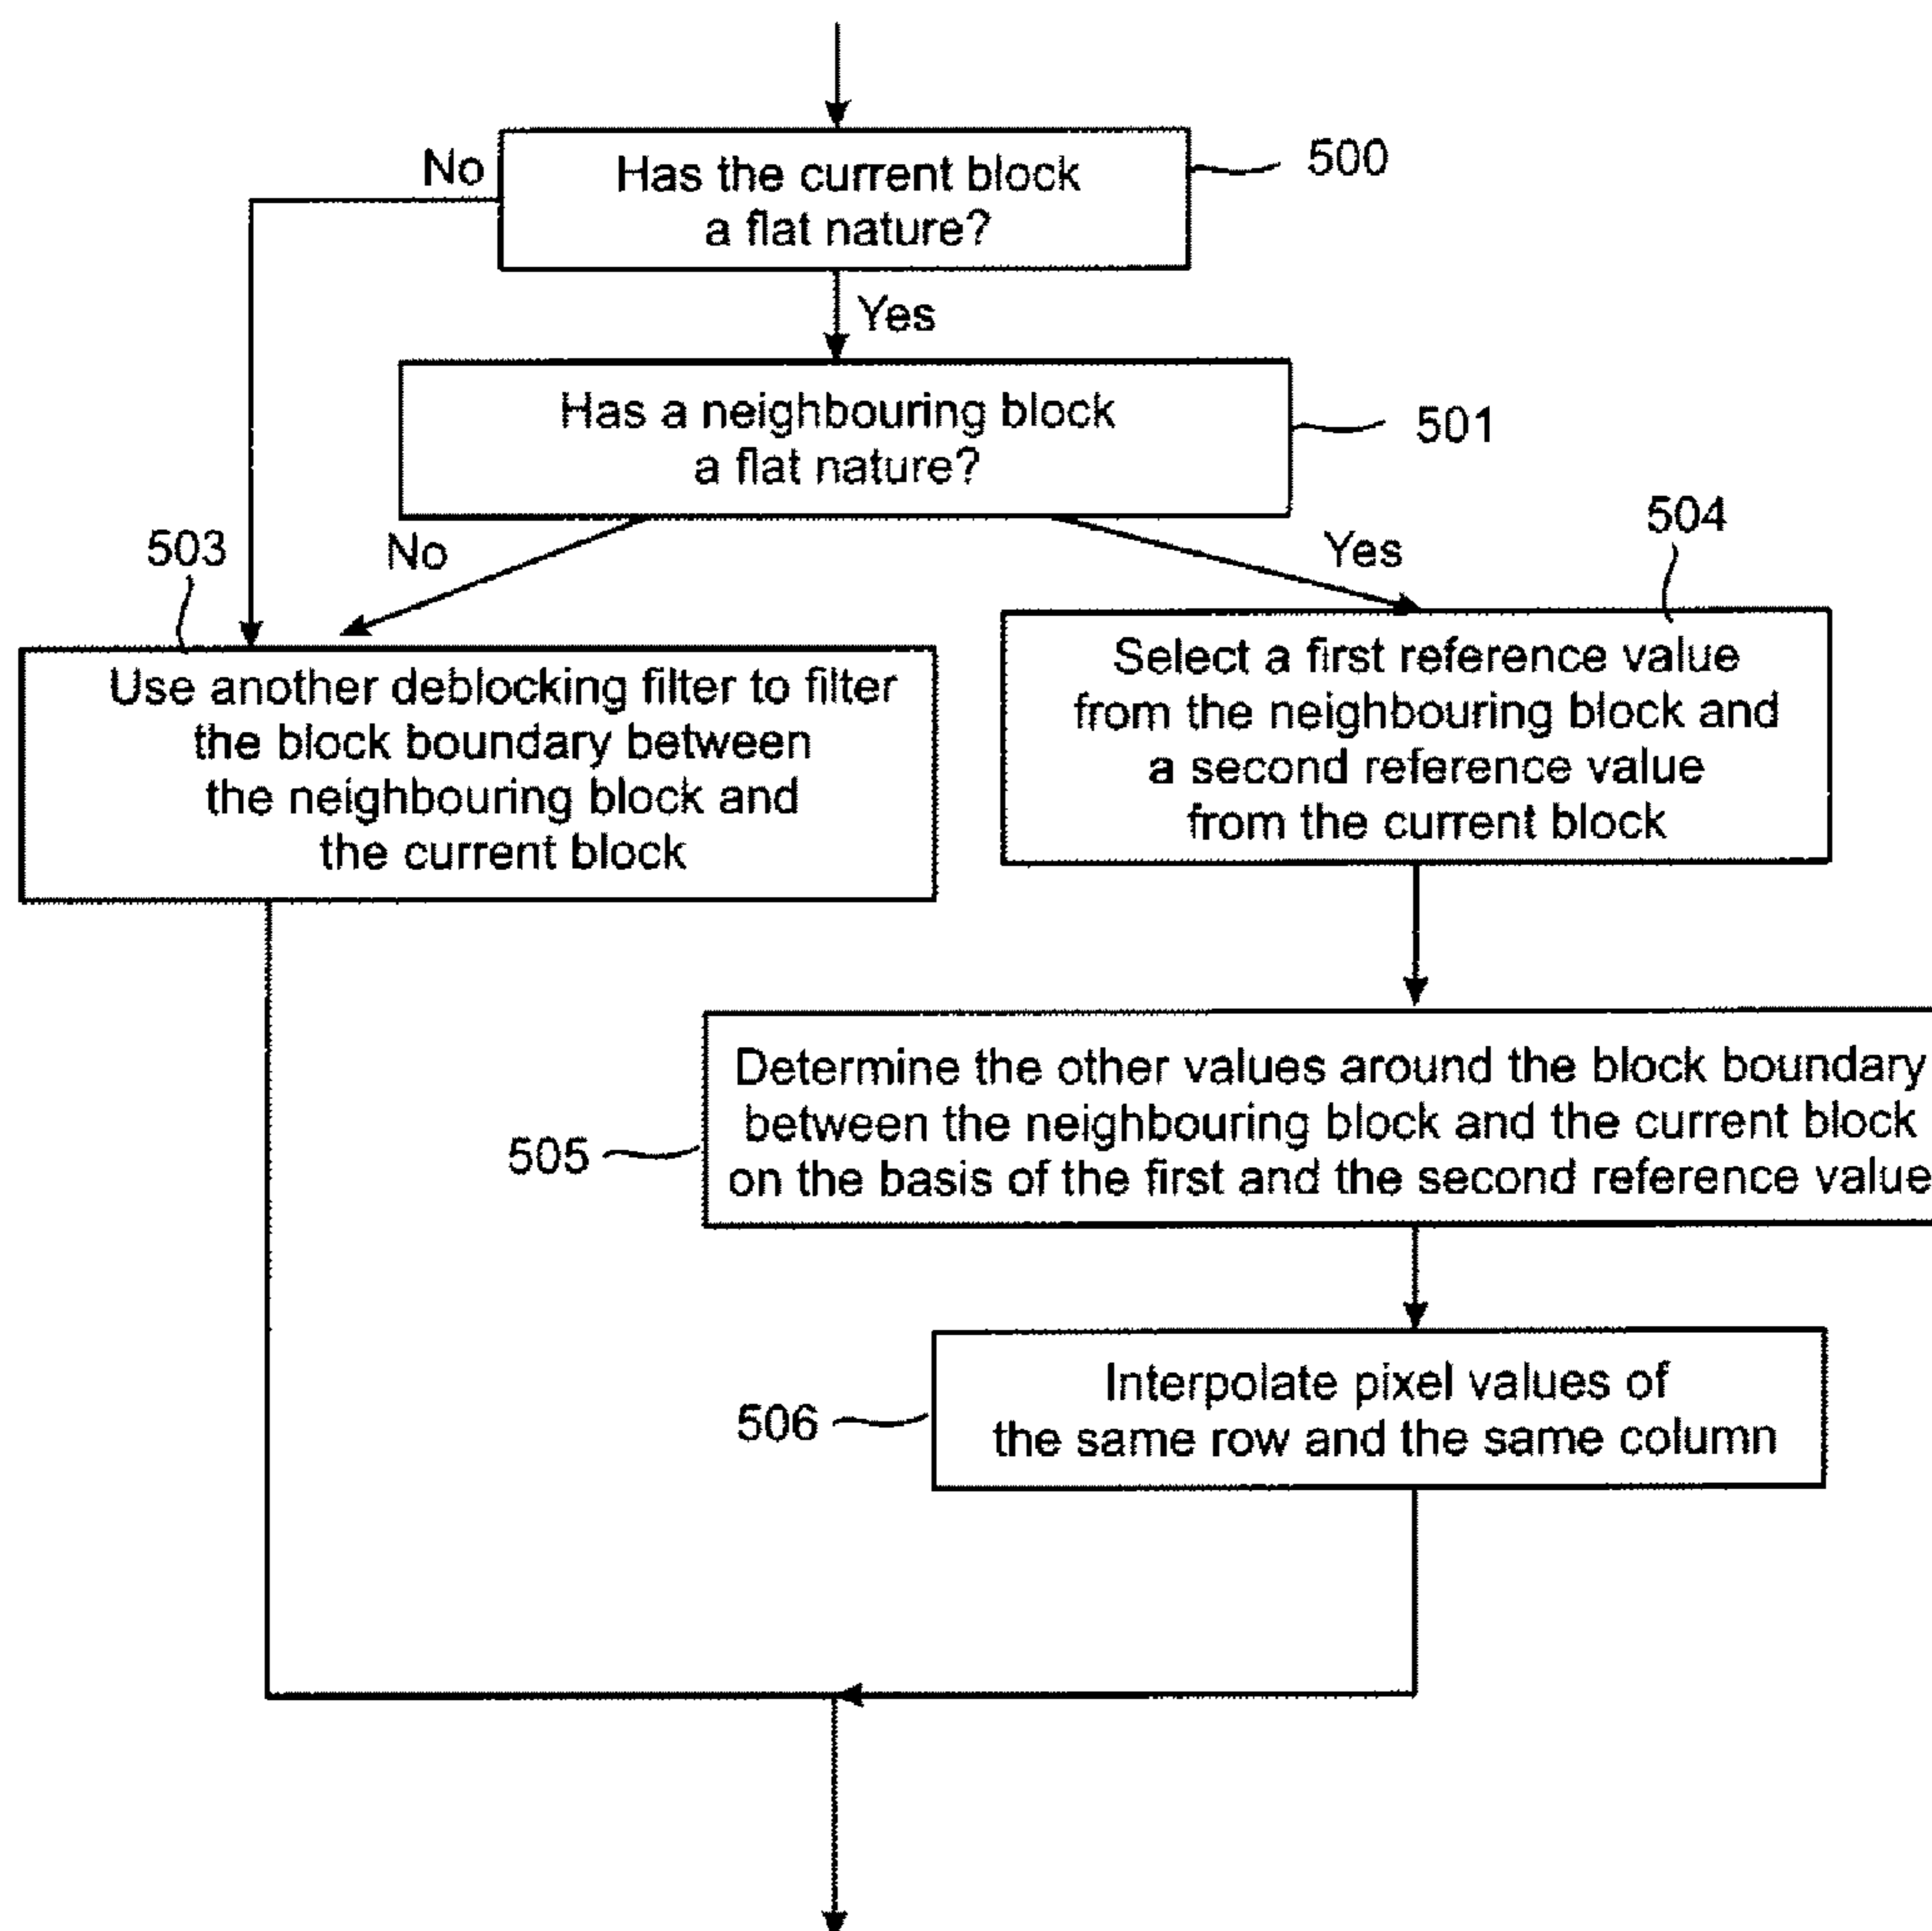 No
Has the current block
a flat nature?
500
Yes
Has a neighbouring block
a flat nature?
501
503
No
Yes
504
Use another deblocking filter to filter
the block boundary between
the neighbouring block and
the current block
Select a first reference value
from the neighbouring block and
a second reference value
from the current block
505
Determine the other values around the block boundary
between the neighbouring block and the current block
on the basis of the first and the second reference value
506
Interpolate pixel values of
the same row and the same column